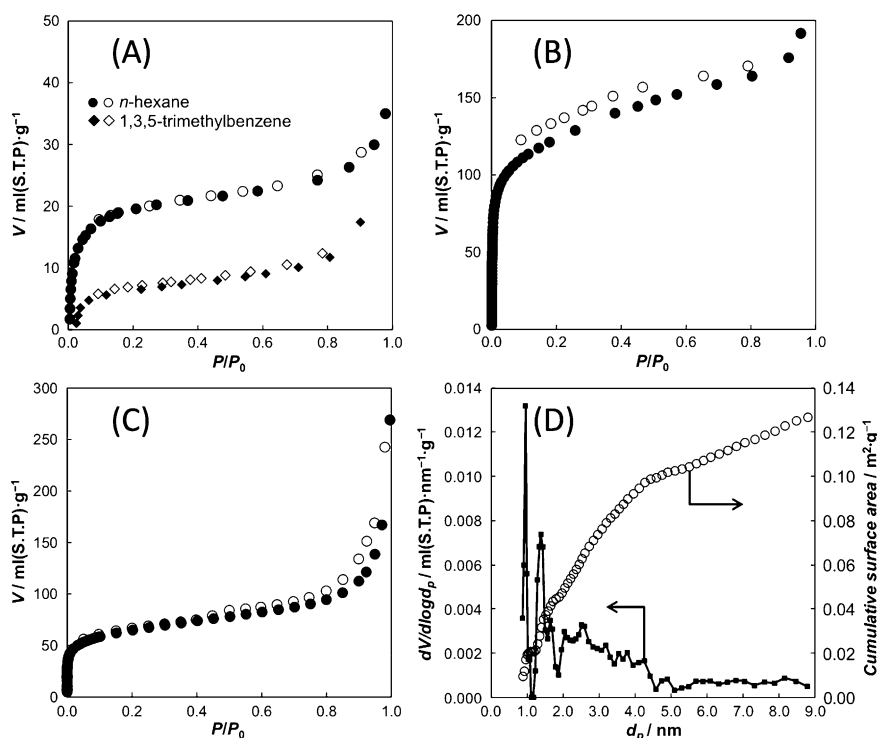 (A)
n-hexane
1,3,5-trimethylbenzene
V / ml(S.T.P)·g⁻¹
50
40
30
20
10
0
0.0 0.2 0.4 0.6 0.8 1.0
P/P₀
(B)
V / ml(S.T.P)·g⁻¹
200
150
100
50
0
0.0 0.2 0.4 0.6 0.8 1.0
P/P₀
(C)
V / ml(S.T.P)·g⁻¹
300
250
200
150
100
50
0
0.0 0.2 0.4 0.6 0.8 1.0
P/P₀
(D)
dV/dlogdₚ / ml(S.T.P)·nm⁻¹·g⁻¹
0.014
0.012
0.010
0.008
0.006
0.004
0.002
0.000
0.0 1.0 2.0 3.0 4.0 5.0 6.0 7.0 8.0 9.0
dₚ / nm
0.14
0.12
0.10
0.08
0.06
0.04
0.02
0.00
Cumulative surface area / m²·g⁻¹